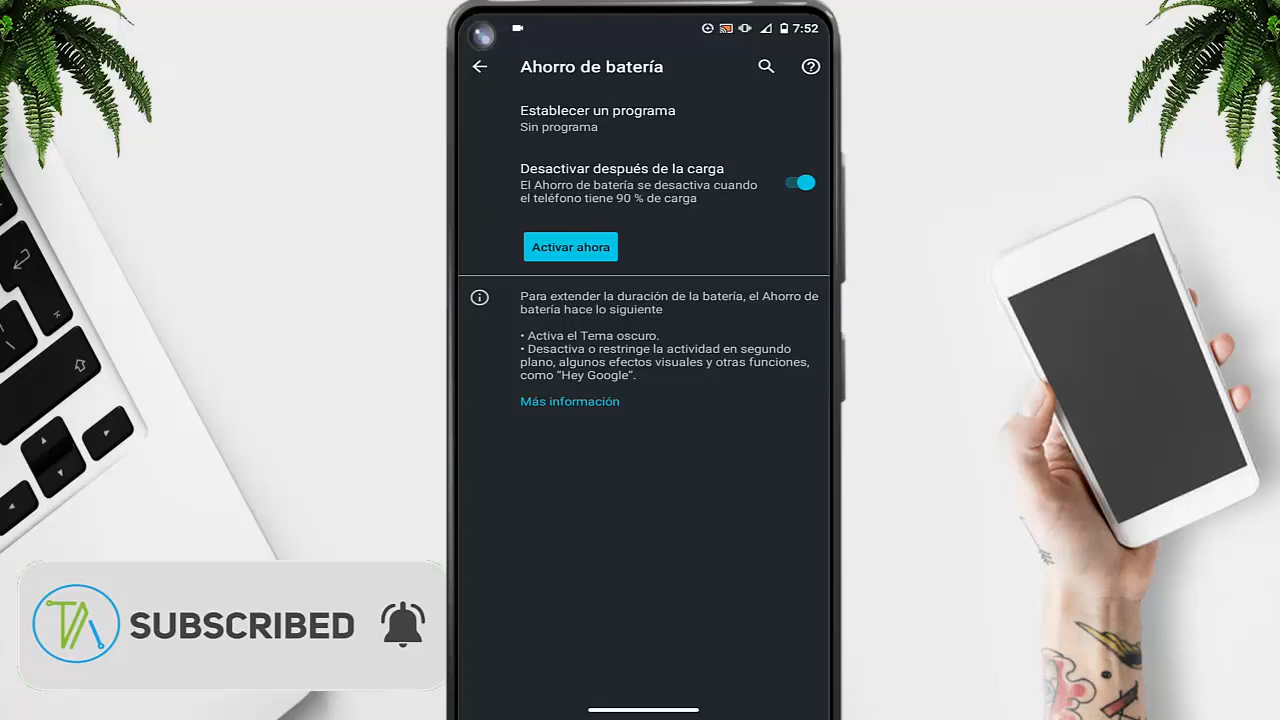 7:52
Ahorro de batería
Establecer un programa
Sin programa
Desactivar después de la carga
El Ahorro de batería se desactiva cuando
el teléfono tiene 90 % de carga
Activar ahora
Para extender la duración de la batería, el Ahorro de
batería hace lo siguiente
• Activa el Tema oscuro.
• Desactiva o restringe la actividad en segundo
plano, algunos efectos visuales y otras funciones,
como “Hey Google”.
Más información
TA SUBSCRIBED